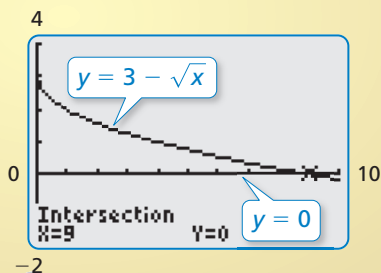 4
y = 3 − √x
0
10
Intersection
X=9 Y=0
y = 0
−2